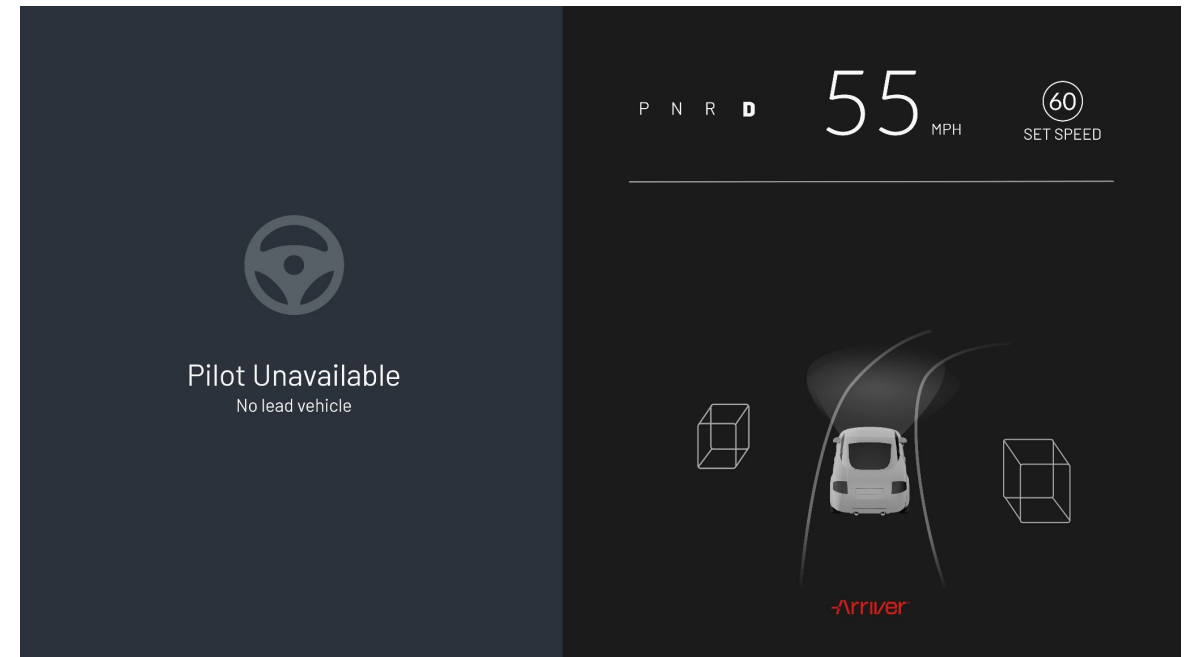 Pilot Unavailable
No lead vehicle
P N R D
55 MPH
60
SET SPEED
Arriver